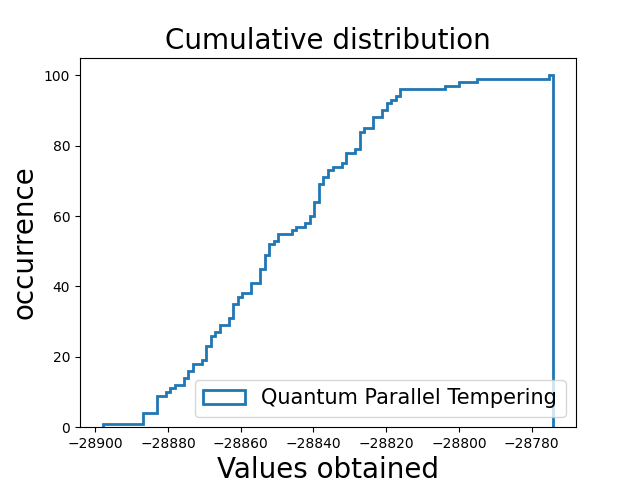 Cumulative distribution
occurrence
100
80
60
40
20
0
Quantum Parallel Tempering
−28900 −28880 −28860 −28840 −28820 −28800 −28780
Values obtained